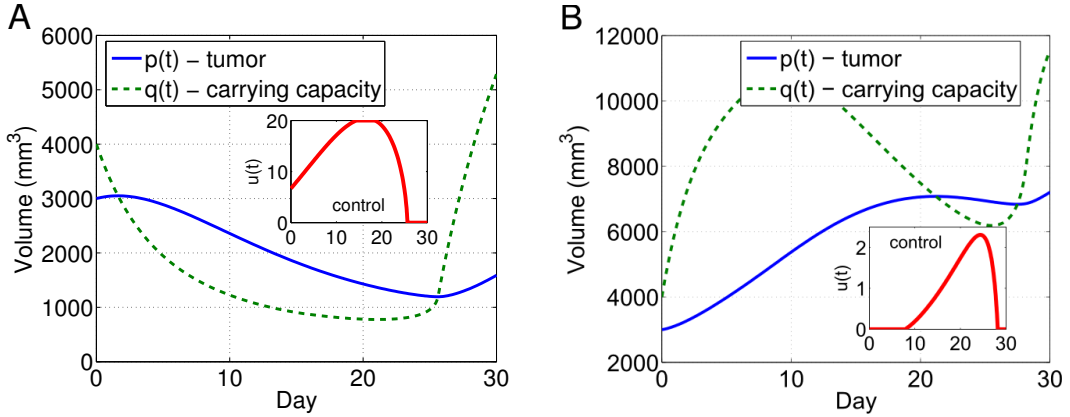 A
6000
5000
4000
3000
2000
1000
0
Volume (mm3)
p(t) − tumor
q(t) − carrying capacity
20
10
0
u(t)
control
0 10 20 30
0 10 20 30
Day
B
12000
10000
8000
6000
4000
2000
Volume (mm3)
p(t) − tumor
q(t) − carrying capacity
2
1
0
u(t)
control
0 10 20 30
0 10 20 30
Day